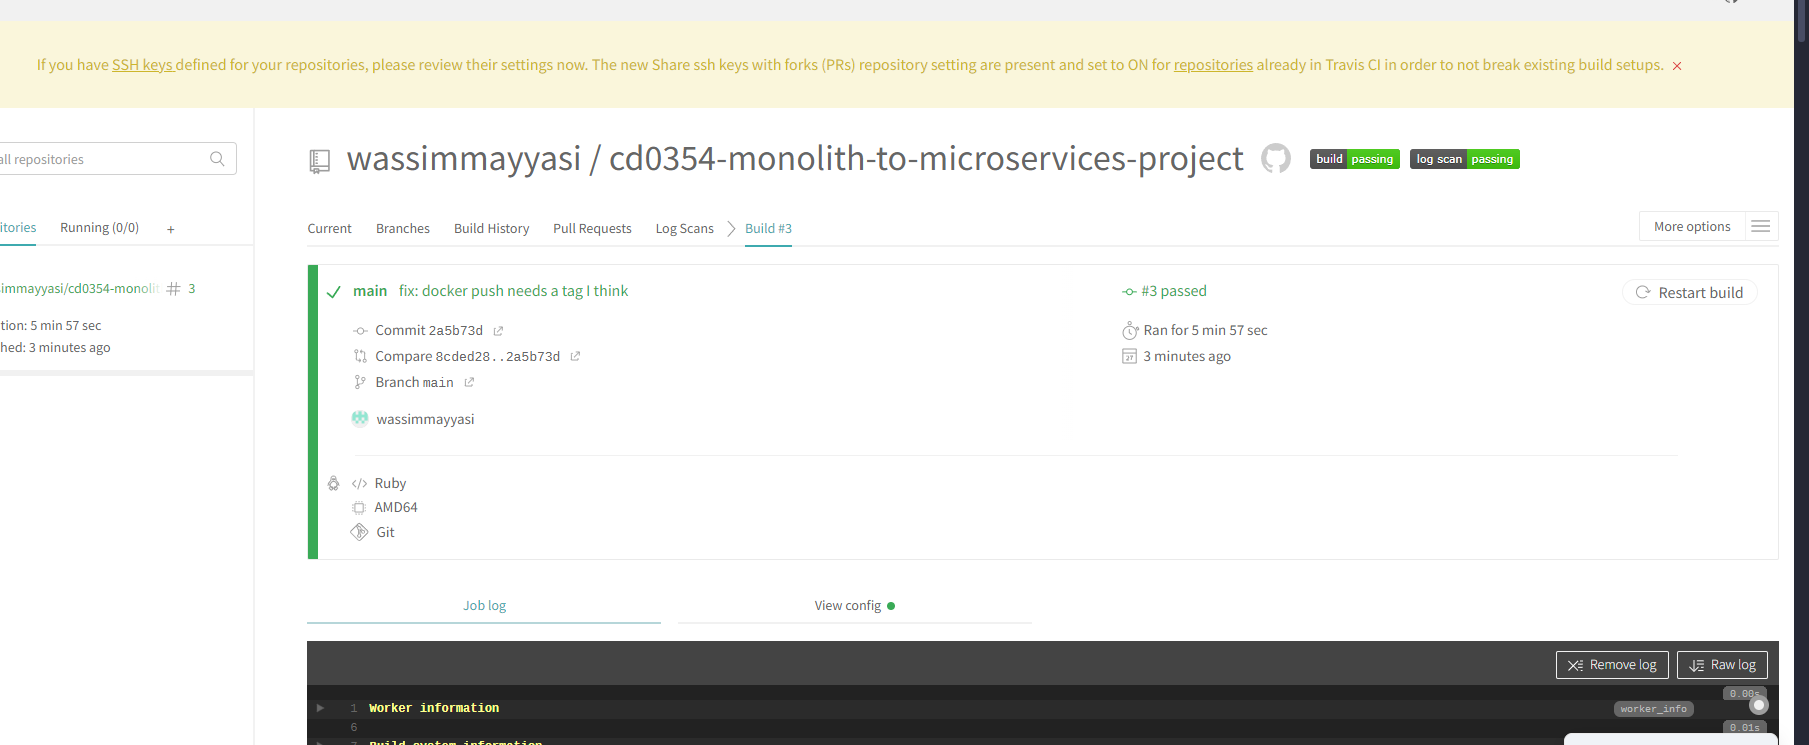 If you have SSH keys defined for your repositories, please review their settings now. The new Share ssh keys with forks (PRs) repository setting are present and set to ON for repositories already in Travis CI in order to not break existing build setups. ×
all repositories
itories Running (0/0) +
immayyasi/cd0354-monolit # 3
tion: 5 min 57 sec
hed: 3 minutes ago
wassimmayyasi / cd0354-monolith-to-microservices-project build passing log scan passing
Current Branches Build History Pull Requests Log Scans Build #3 More options
main fix: docker push needs a tag I think
#3 passed
Restart build
Commit 2a5b73d
Ran for 5 min 57 sec
Compare 8cded28..2a5b73d
3 minutes ago
Branch main
wassimmayyasi
Ruby
AMD64
Git
Job log View config
Remove log Raw log
0.00s
1 Worker information worker_info
6 0.01s
7 Build system information